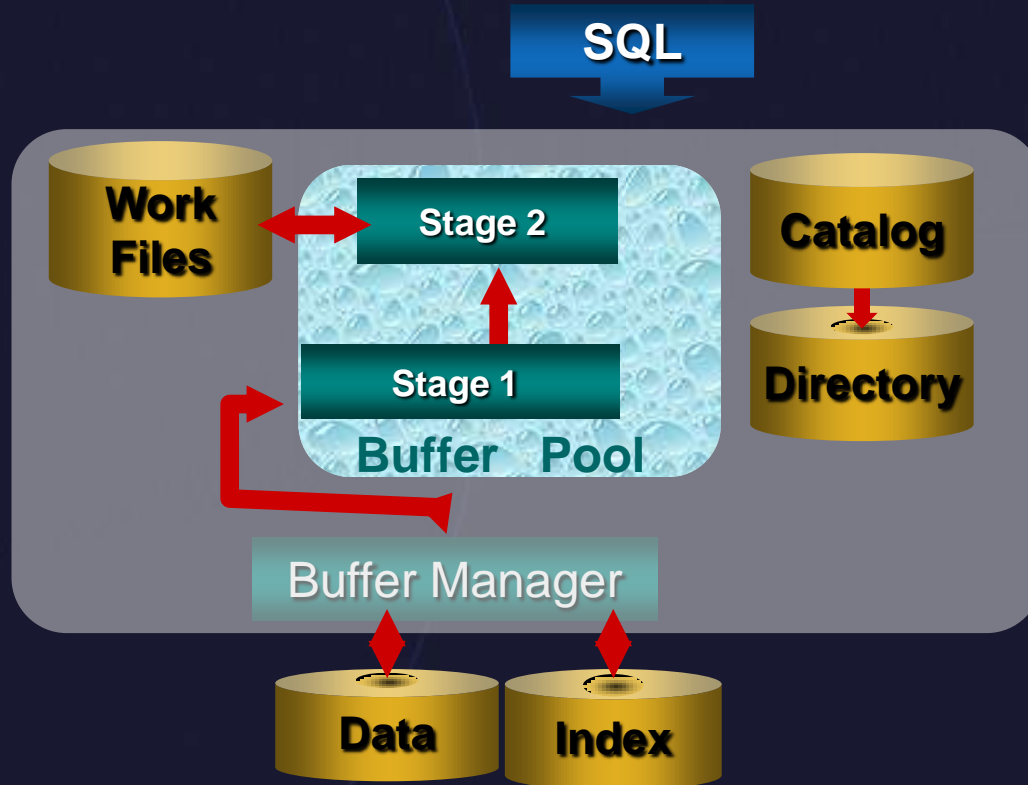 SQL
Work
Files
Stage 2
Catalog
Stage 1
Directory
Buffer Pool
Buffer Manager
Data
Index